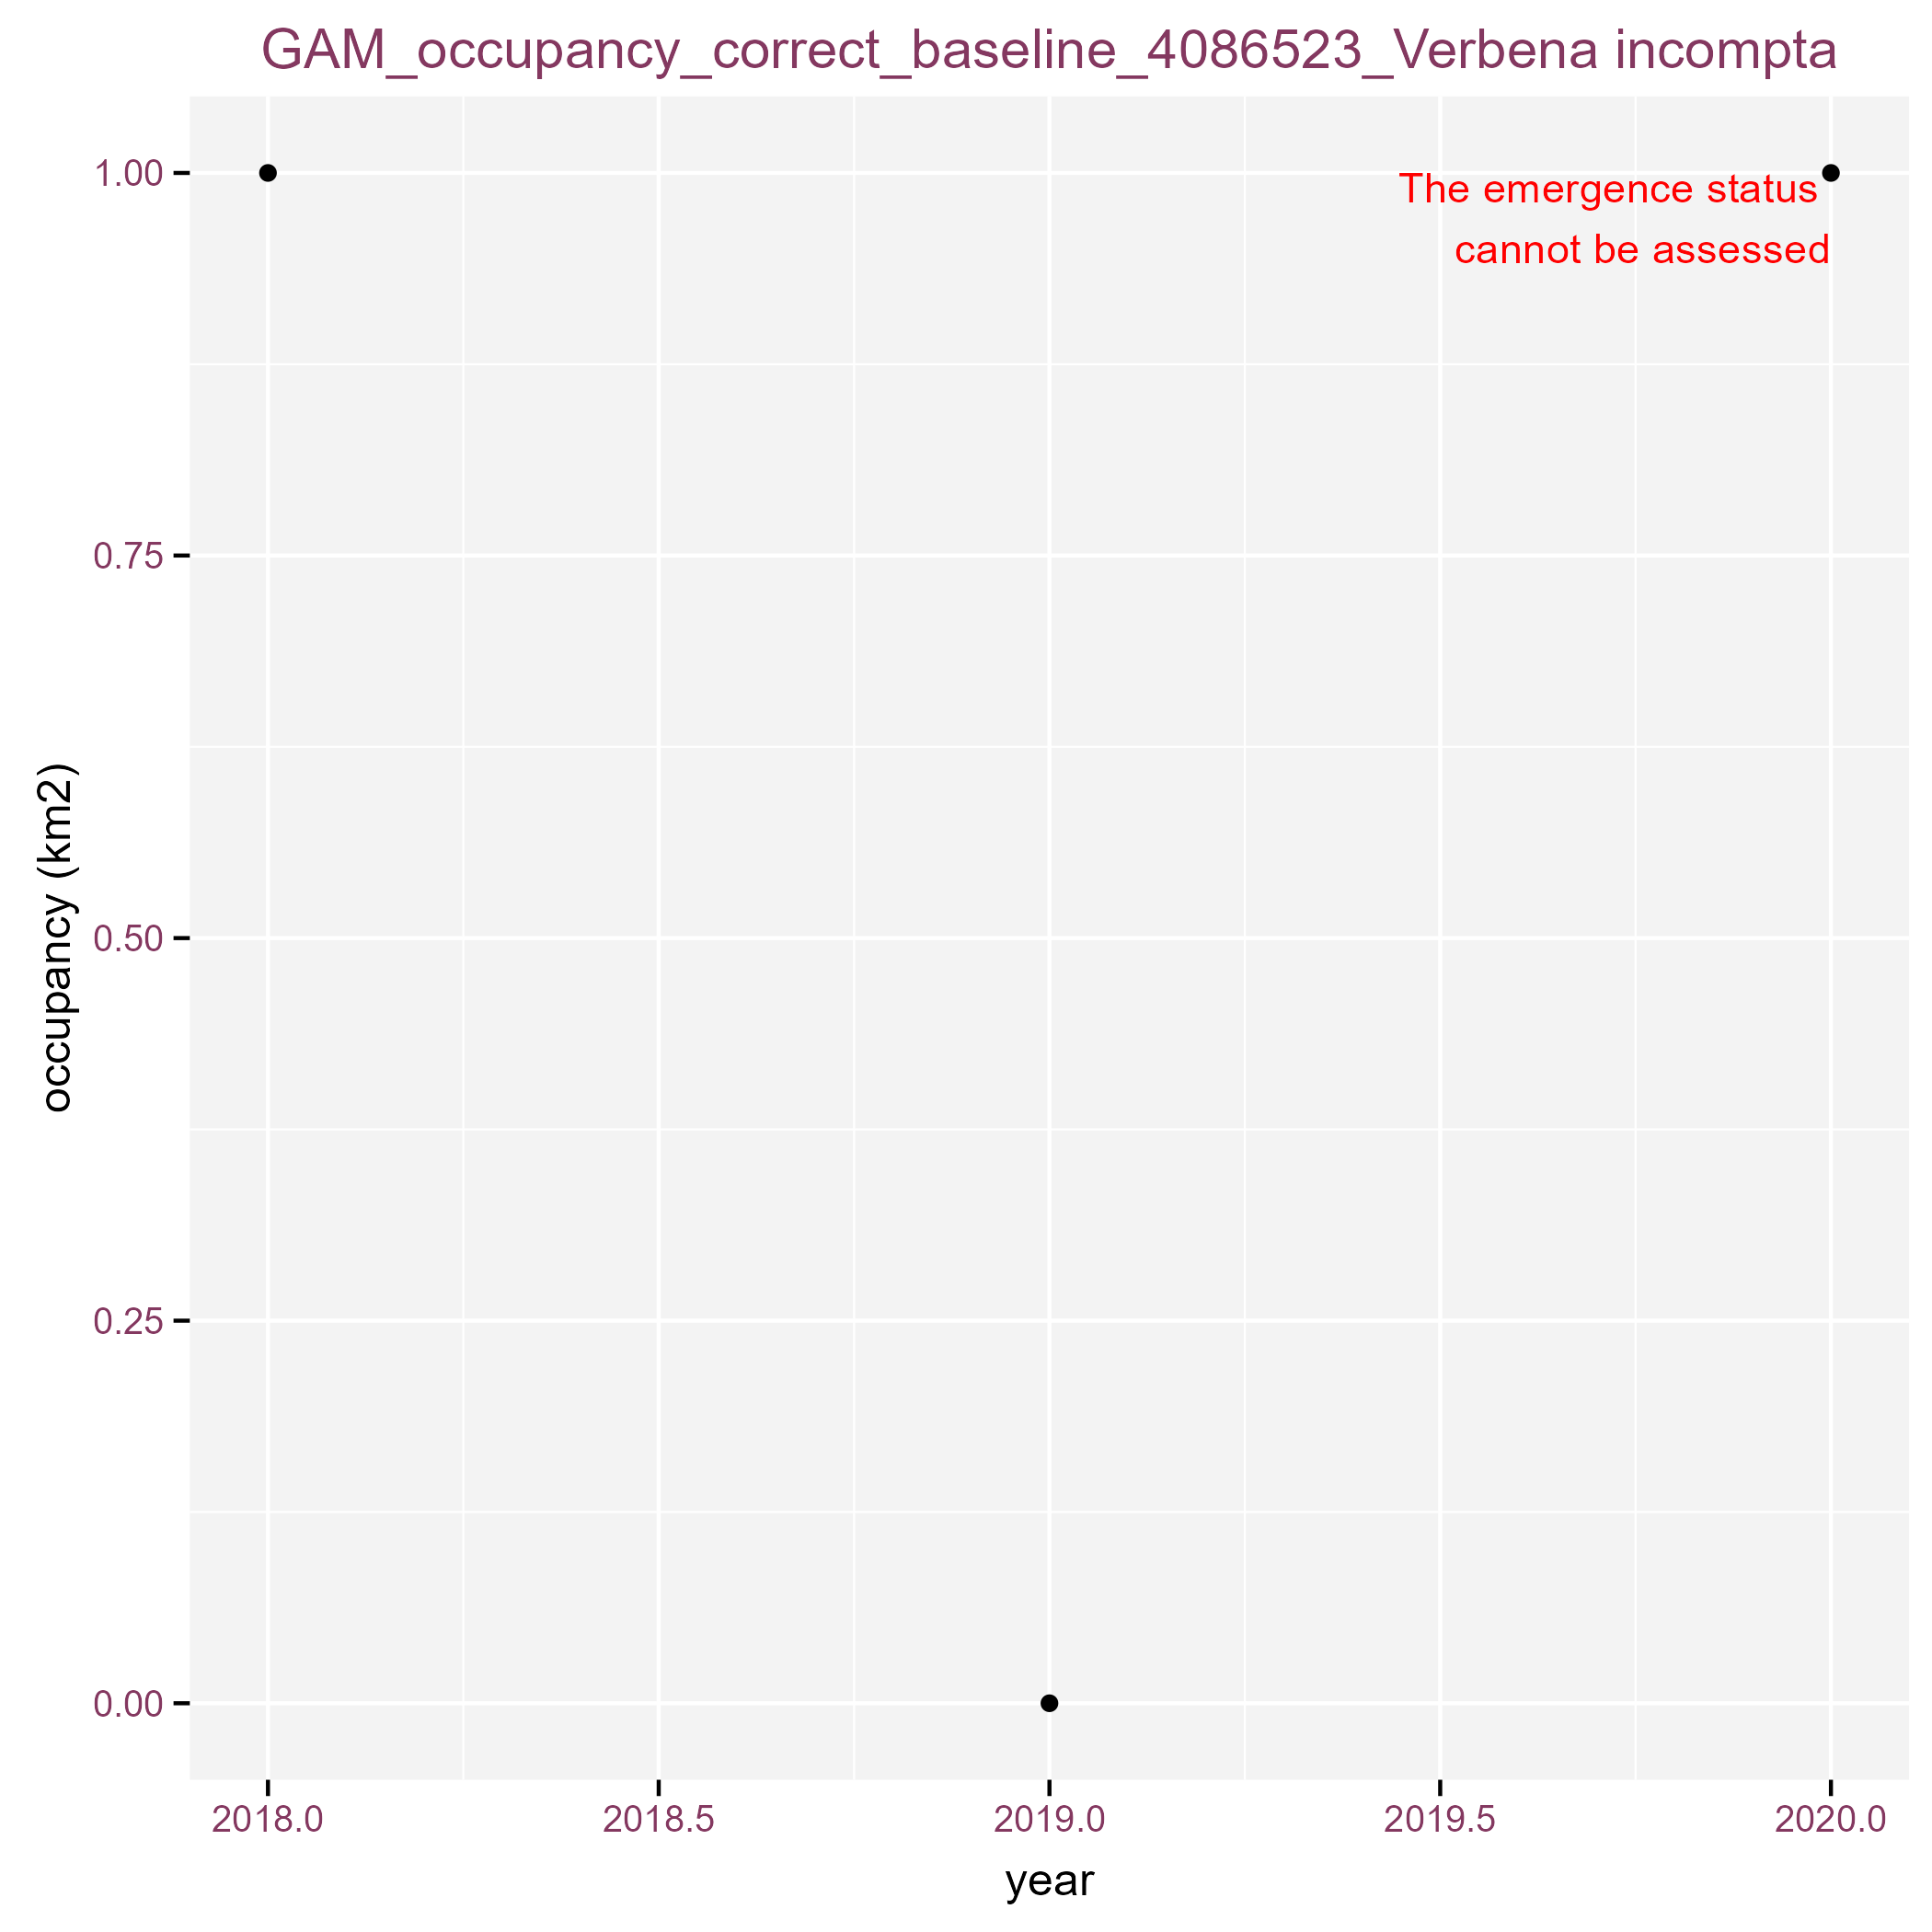 GAM_occupancy_correct_baseline_4086523_Verbena incompta
1.00
The emergence status
cannot be assessed
0.75
occupancy (km2)
0.50
0.25
0.00
2018.0 2018.5 2019.0 2019.5 2020.0
year